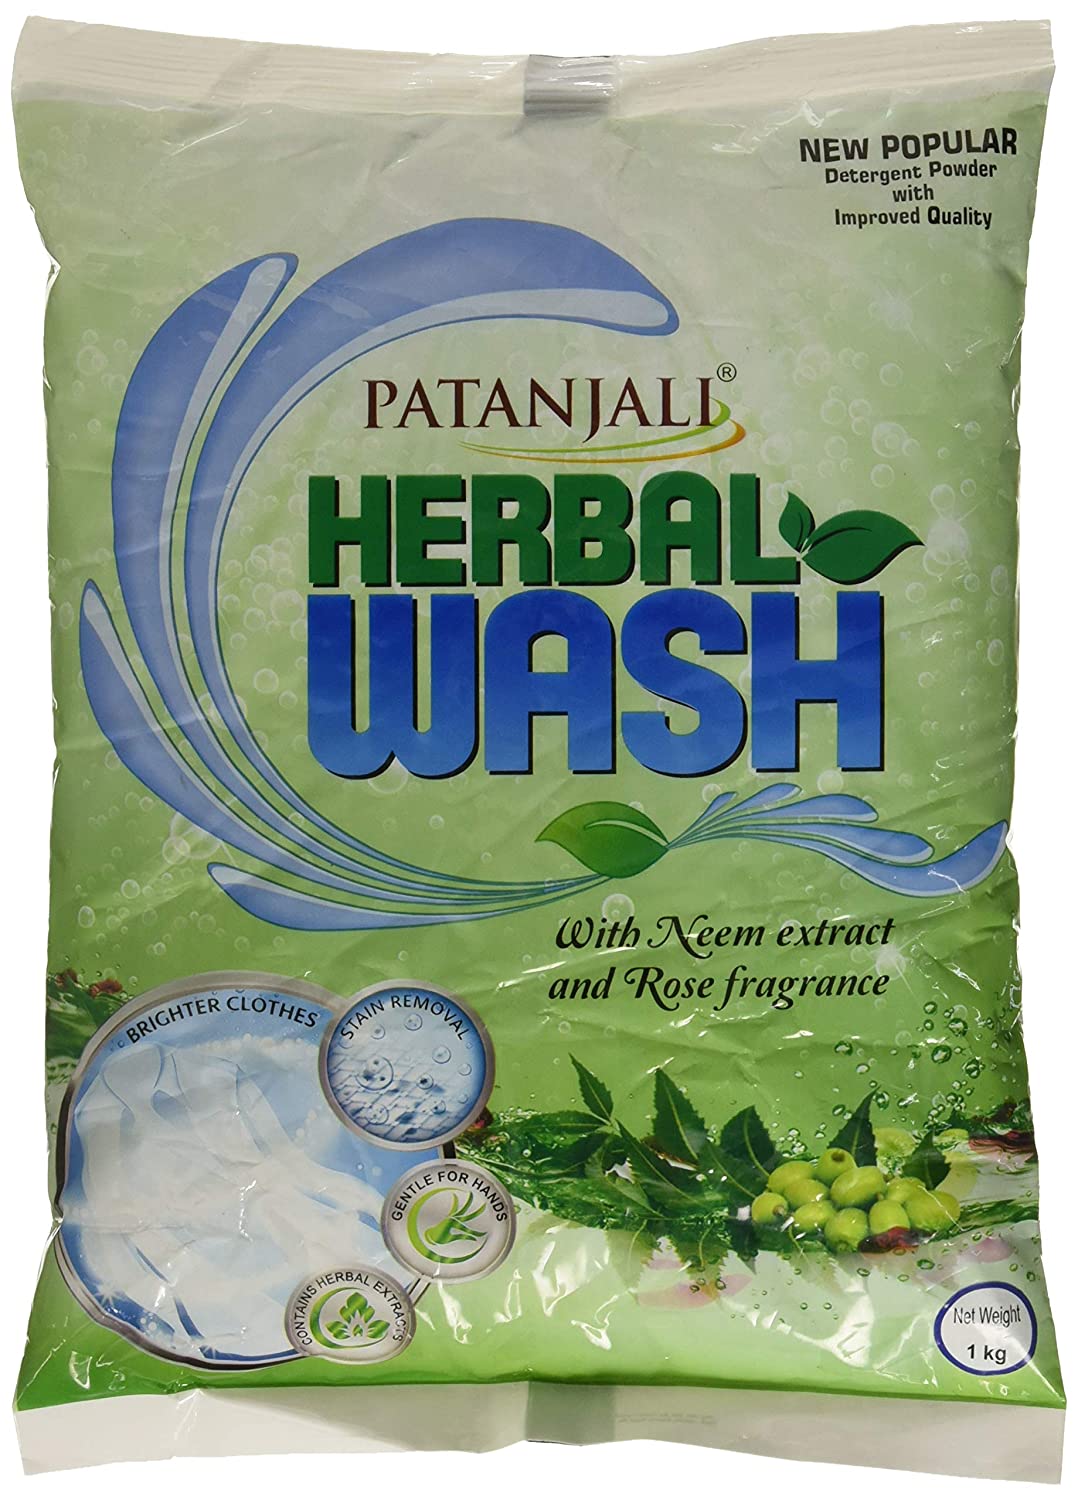 NEW POPULAR
Detergent Powder
with
Improved Quality
PATANJALI®
HERBAL
WASH
With Neem extract
and Rose fragrance
BRIGHTER CLOTHES
STAIN REMOVAL
GENTLE FOR HANDS
CONTAINS HERBAL EXTRACTS
Net Weight
1 kg